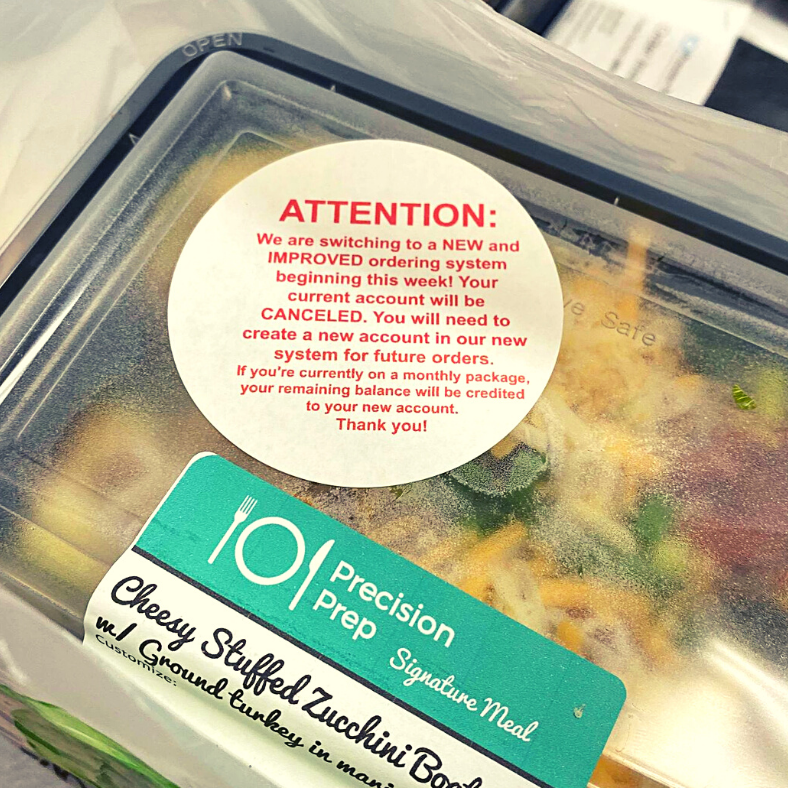 OPEN
ATTENTION:
We are switching to a NEW and
IMPROVED ordering system
beginning this week! Your
current account will be
CANCELED. You will need to
create a new account in our new
system for future orders.
If you're currently on a monthly package,
your remaining balance will be credited
to your new account.
Thank you!
Safe
Precision
Prep
Signature Meal
Cheesy Stuffed Zucchini
w/ Ground turkey in
Customize: